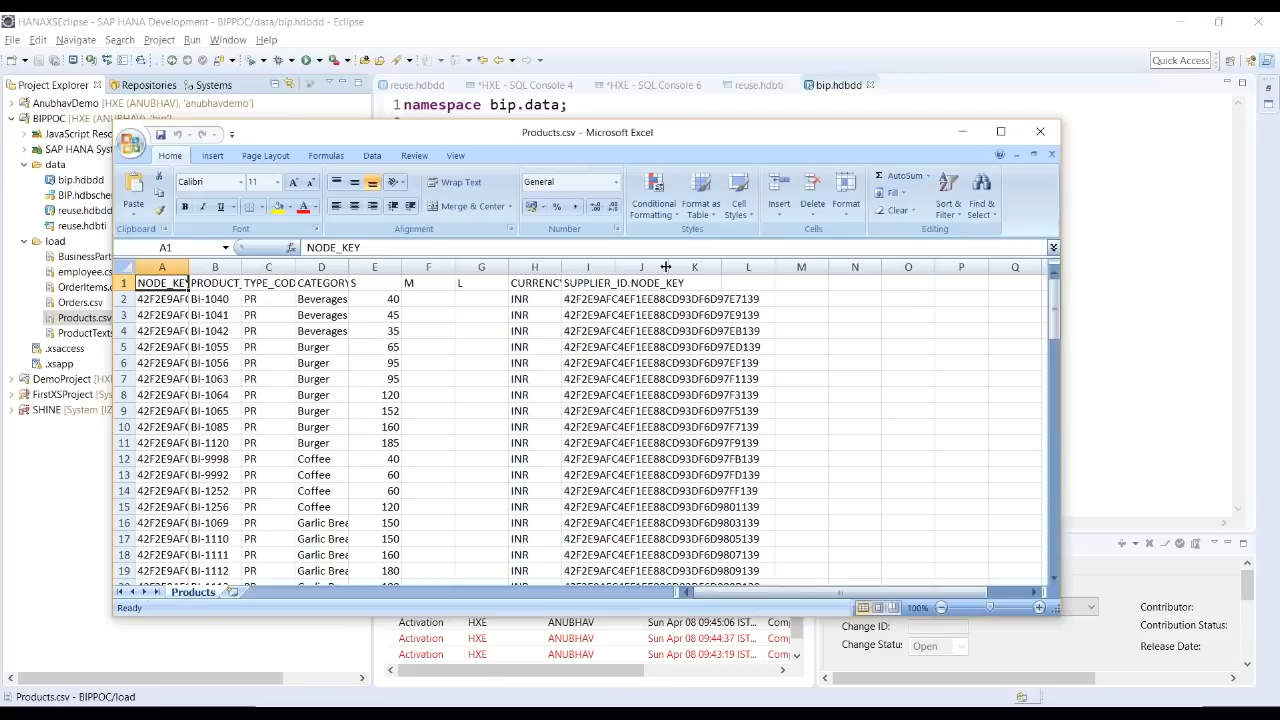 HANAXSEclipse - SAP HANA Development - BIPPOC/data/bip.hdbdd - Eclipse
File Edit Navigate Search Project Run Window Help
Quick Access
Project Explorer Repositories Systems
reuse.hdbdd *HXE - SQL Console *HXE - SQL Console 6 reuse.hdbti bip.hdbdd
AnubhavDemo [HXE (ANUBHAV), 'anubhavdemo')
BIPPOC [HXE (ANUBHAV), 'bip')
JavaScript Reso
SAP HANA System
data
bip.hdbdd
BIP.hdbsche
reuse.hdbdd
reuse.hdbti
load
BusinessPart
employee.cs
OrderItems.c
Orders.csv
Products.csv
ProductTexts
.xsaccess
.xsapp
DemoProject [HX
FirstXSProject [Sys
SHINE [System [IZ
1 namespace bip.data;
Products.csv - Microsoft Excel
Home Insert Page Layout Formulas Data Review View
Paste
Calibri 11
B I U A
Wrap Text
Merge & Center
General
%
Conditional Formatting
Format as Table
Cell Styles
Insert Delete Format
AutoSum
Fill
Clear
Sort & Filter
Find & Select
Clipboard Font Alignment Number Styles Cells Editing
A1 fx NODE_KEY
A B C D E F G H I J K L M N O P Q
1 NODE_KEY PRODUCT_ TYPE_COD CATEGORY S M L CURRENCY SUPPLIER_ID.NODE_KEY
2 42F2E9AF BI-1040 PR Beverages 40 INR 42F2E9AFC4EF1EE88CD93DF6D97E7139
3 42F2E9AF BI-1041 PR Beverages 45 INR 42F2E9AFC4EF1EE88CD93DF6D97E9139
4 42F2E9AF BI-1042 PR Beverages 35 INR 42F2E9AFC4EF1EE88CD93DF6D97EB139
5 42F2E9AF BI-1055 PR Burger 65 INR 42F2E9AFC4EF1EE88CD93DF6D97ED139
6 42F2E9AF BI-1056 PR Burger 95 INR 42F2E9AFC4EF1EE88CD93DF6D97EF139
7 42F2E9AF BI-1063 PR Burger 95 INR 42F2E9AFC4EF1EE88CD93DF6D97F1139
8 42F2E9AF BI-1064 PR Burger 120 INR 42F2E9AFC4EF1EE88CD93DF6D97F3139
9 42F2E9AF BI-1065 PR Burger 152 INR 42F2E9AFC4EF1EE88CD93DF6D97F5139
10 42F2E9AF BI-1085 PR Burger 160 INR 42F2E9AFC4EF1EE88CD93DF6D97F7139
11 42F2E9AF BI-1120 PR Burger 185 INR 42F2E9AFC4EF1EE88CD93DF6D97F9139
12 42F2E9AF BI-9998 PR Coffee 40 INR 42F2E9AFC4EF1EE88CD93DF6D97FB139
13 42F2E9AF BI-9992 PR Coffee 60 INR 42F2E9AFC4EF1EE88CD93DF6D97FD139
14 42F2E9AF BI-1252 PR Coffee 60 INR 42F2E9AFC4EF1EE88CD93DF6D97FF139
15 42F2E9AF BI-1256 PR Coffee 120 INR 42F2E9AFC4EF1EE88CD93DF6D9801139
16 42F2E9AF BI-1069 PR Garlic Brea 150 INR 42F2E9AFC4EF1EE88CD93DF6D9803139
17 42F2E9AF BI-1110 PR Garlic Brea 150 INR 42F2E9AFC4EF1EE88CD93DF6D9805139
18 42F2E9AF BI-1111 PR Garlic Brea 160 INR 42F2E9AFC4EF1EE88CD93DF6D9807139
19 42F2E9AF BI-1112 PR Garlic Brea 180 INR 42F2E9AFC4EF1EE88CD93DF6D9809139
Products
Ready 100%
Activation HXE ANUBHAV Sun Apr 08 09:45:06 IST... Comp
Activation HXE ANUBHAV Sun Apr 08 09:44:37 IST... Comp
Activation HXE ANUBHAV Sun Apr 08 09:43:19 IST... Comp
Contributor:
Change ID: Contribution Status:
Change Status: Open Release Date:
Products.csv - BIPPOC/load